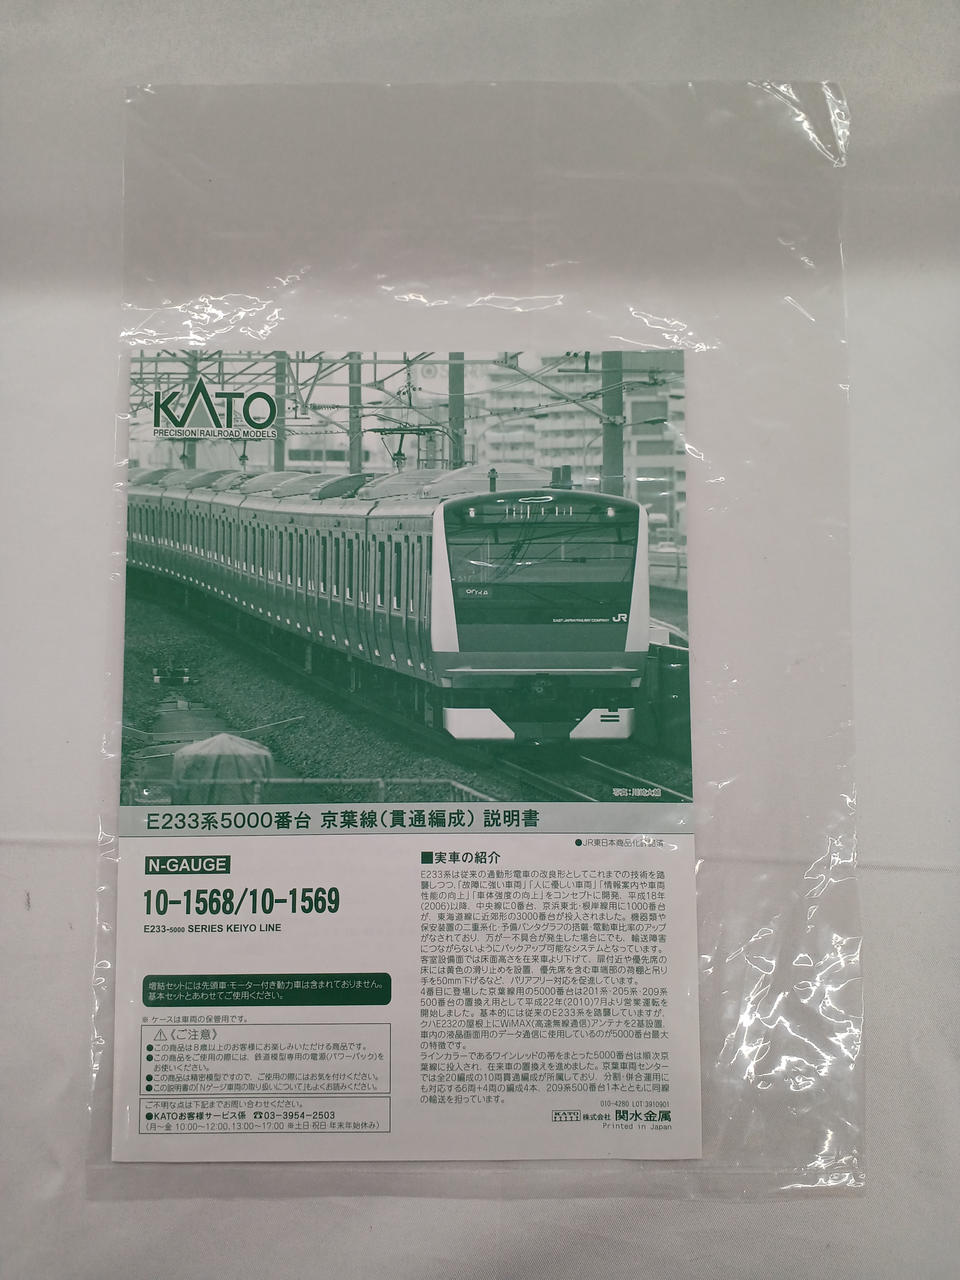 KATO
PRECISION RAILROAD MODELS
EAST JAPAN RAILWAY COMPANY JR
写真：川崎大輔
E233系5000番台 京葉線(貫通編成) 説明書
●JR東日本商品化許諾済
N-GAUGE
10-1568/10-1569
E233-5000 SERIES KEIYO LINE
増結セットには先頭車･モーター付き動力車は含まれておりません。
基本セットとあわせてご使用ください。
※ ケースは車両の保管用です。
⚠《ご注意》
●この商品は8歳以上のお客様にお楽しみいただける商品です。
●この商品をご使用の際には、鉄道模型専用の電源(パワーパック)を
お使いください。
●この商品は精密模型ですので、ご使用の際にはお気を付けください。
●この説明書の「Nゲージ車両の取り扱いについて」もよくお読みください。
ご不明な点は下記までお問い合わせください。
●KATOお客様サービス係 ☎03-3954-2503
(月～金 10:00～12:00、13:00～17:00 ※土日･祝日･年末年始休み)
■実車の紹介
E233系は従来の通勤形電車の改良形としてこれまでの技術を踏
襲しつつ、「故障に強い車両」「人に優しい車両」「情報案内や車両
性能の向上」「車体強度の向上」をコンセプトに開発、平成18年
(2006)以降、中央線に0番台、京浜東北･根岸線用に1000番台
が、東海道線に近郊形の3000番台が投入されました。機器類や
保安装置の二重系化･予備パンタグラフの搭載･電動車比率のアップ
がなされており、万が一不具合が発生した場合にでも、輸送障害
につながらないようにバックアップ可能なシステムとなっています。
客室設備面では床面高さを在来車より下げて、扉付近や優先席の
床には黄色の滑り止めを設置、優先席を含む車端部の荷棚と吊り
手を50mm下げるなど、バリアフリー対応を促進しています。
4番目に登場した京葉線用の5000番台は201系･205系･209系
500番台の置換え用として平成22年(2010)7月より営業運転を
開始しました。基本的には従来のE233系を踏襲していますが、
クハE232の屋根上にWiMAX(高速無線通信)アンテナを2基設置、
車内の液晶画面用のデータ通信に使用しているのが5000番台最大
の特徴です。
ラインカラーであるワインレッドの帯をまとった5000番台は順次京
葉線に投入され、在来車の置換えを進めました。京葉車両センター
では全20編成の10両貫通編成が所属しており、分割･併合運用に
も対応する6両+4両の編成4本、209系500番台1本とともに同線
の輸送を担っています。
010-4280 LOT:3910901
KATO 株式会社 関水金属
Printed in Japan